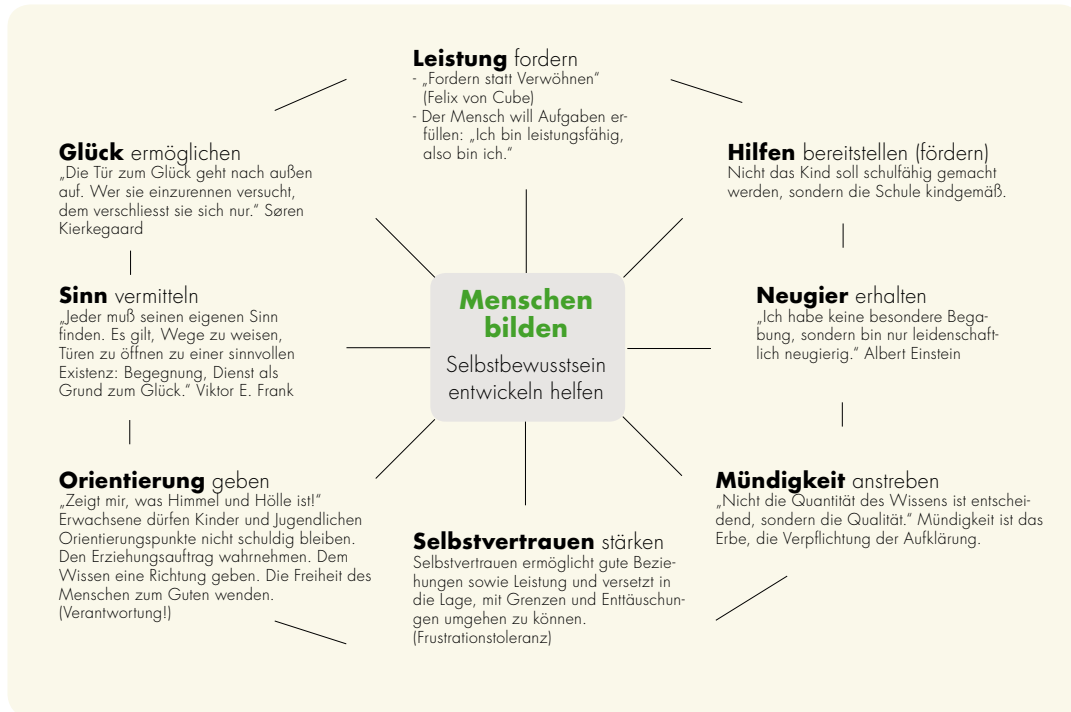 Leistung fordern
- „Fordern statt Verwöhnen“
(Felix von Cube)
- Der Mensch will Aufgaben er-
füllen: „Ich bin leistungsfähig,
also bin ich.“
Glück ermöglichen
„Die Tür zum Glück geht nach außen
auf. Wer sie einzurennen versucht,
dem verschliesst sie sich nur.“ Søren
Kierkegaard
Hilfen bereitstellen (fördern)
Nicht das Kind soll schulfähig gemacht
werden, sondern die Schule kindgemäß.
Sinn vermitteln
„Jeder muß seinen eigenen Sinn
finden. Es gilt, Wege zu weisen,
Türen zu öffnen zu einer sinnvollen
Existenz: Begegnung, Dienst als
Grund zum Glück.“ Viktor E. Frank
Menschen
bilden
Selbstbewusstsein
entwickeln helfen
Neugier erhalten
„Ich habe keine besondere Bega-
bung, sondern bin nur leidenschaft-
lich neugierig.“ Albert Einstein
Orientierung geben
„Zeigt mir, was Himmel und Hölle ist!“
Erwachsene dürfen Kinder und Jugendlichen
Orientierungspunkte nicht schuldig bleiben.
Den Erziehungsauftrag wahrnehmen. Dem
Wissen eine Richtung geben. Die Freiheit des
Menschen zum Guten wenden.
(Verantwortung!)
Selbstvertrauen stärken
Selbstvertrauen ermöglicht gute Bezie-
hungen sowie Leistung und versetzt in
die Lage, mit Grenzen und Enttäuschun-
gen umgehen zu können.
(Frustrationstoleranz)
Mündigkeit anstreben
„Nicht die Quantität des Wissens ist entschei-
dend, sondern die Qualität.“ Mündigkeit ist das
Erbe, die Verpflichtung der Aufklärung.